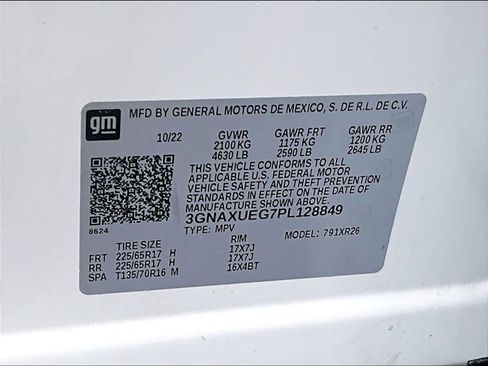 MFD BY GENERAL MOTORS DE MEXICO, S. DE R.L. DE C.V.
gm
10/22 GVWR GAWR FRT GAWR RR
2100 KG 1175 KG 1200 KG
4630 LB 2590 LB 2645 LB
THIS VEHICLE CONFORMS TO ALL
APPLICABLE U.S. FEDERAL MOTOR
VEHICLE SAFETY AND THEFT PREVENTION
STANDARDS IN EFFECT ON THE DATE OF
MANUFACTURE SHOWN ABOVE.
3GNAXUEG7PL128849
8624 TYPE: MPV MODEL: 791XR26
TIRE SIZE RIM
FRT 225/65R17 H 17X7J
RR 225/65R17 H 17X7J
SPA T135/70R16 M 16X4BT